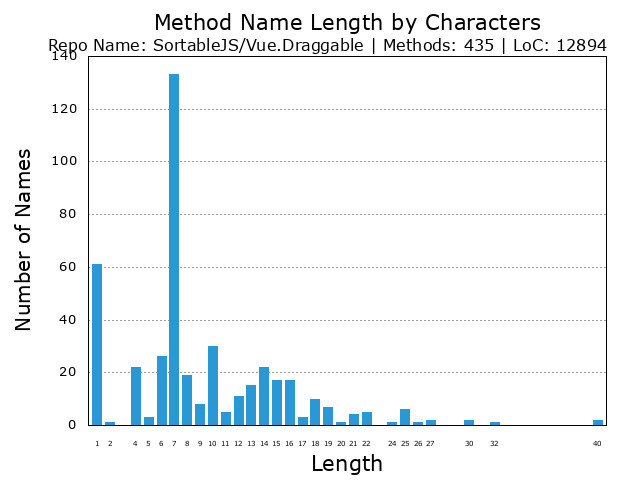 Method Name Length by Characters
Repo Name: SortableJS/Vue.Draggable | Methods: 435 | LoC: 12894
140
120
100
80
60
40
20
0
Number of Names
1 2 4 5 6 7 8 9 10 11 12 13 14 15 16 17 18 19 20 21 22 24 25 26 27 30 32 40
Length